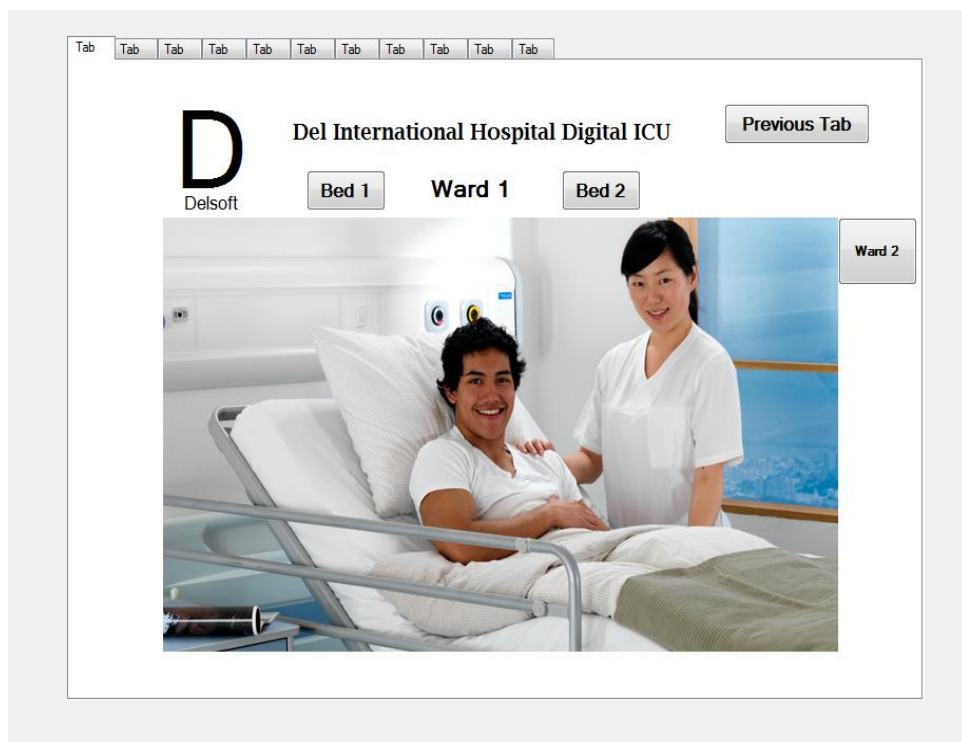 Tab Tab Tab Tab Tab Tab Tab Tab Tab Tab Tab
D
Delsoft
Del International Hospital Digital ICU
Previous Tab
Bed 1 Ward 1 Bed 2
Ward 2